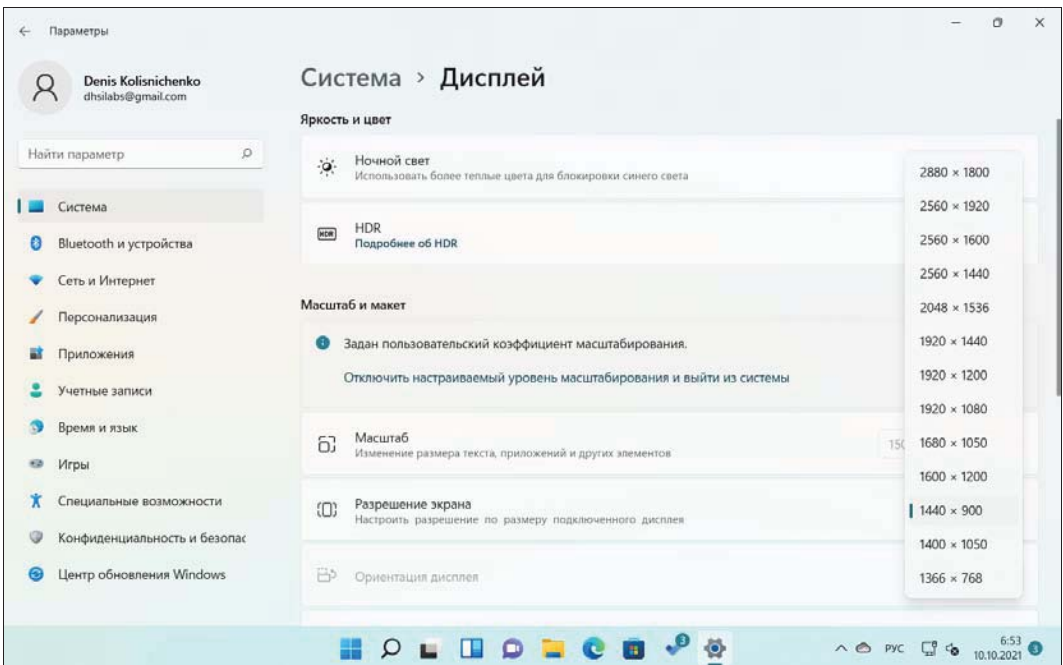 Параметры
Denis Kolisnichenko
dhsilabs@gmail.com
Найти параметр
Система
Bluetooth и устройства
Сеть и Интернет
Персонализация
Приложения
Учетные записи
Время и язык
Игры
Специальные возможности
Конфиденциальность и безопас
Центр обновления Windows
Система > Дисплей
Яркость и цвет
Ночной свет
Использовать более теплые цвета для блокировки синего света
HDR
HDR
Подробнее об HDR
Масштаб и макет
Задан пользовательский коэффициент масштабирования.
Отключить настраиваемый уровень масштабирования и выйти из системы
Масштаб
Изменение размера текста, приложений и других элементов
150
Разрешение экрана
Настроить разрешение по размеру подключенного дисплея
Ориентация дисплея
2880 × 1800
2560 × 1920
2560 × 1600
2560 × 1440
2048 × 1536
1920 × 1440
1920 × 1200
1920 × 1080
1680 × 1050
1600 × 1200
1440 × 900
1400 × 1050
1366 × 768
3
РУС
6:53
10.10.2021
3